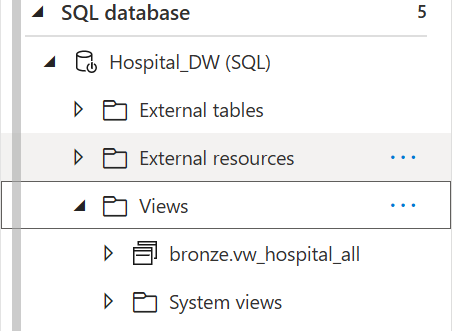 SQL database 5
Hospital_DW (SQL)
External tables
External resources
Views
bronze.vw_hospital_all
System views